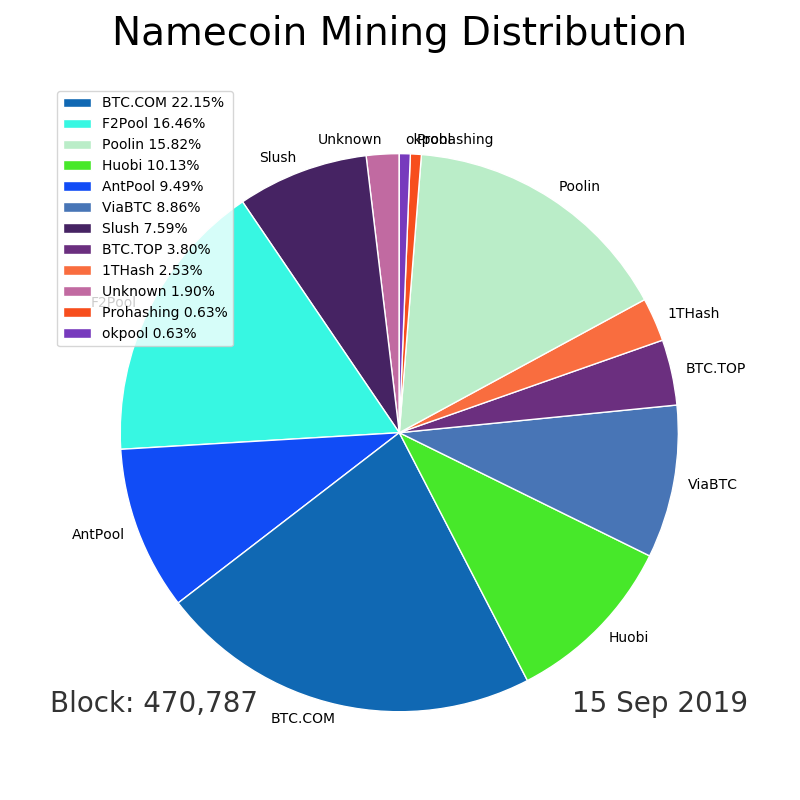 Namecoin Mining Distribution
BTC.COM 22.15%
F2Pool 16.46%
Poolin 15.82%
Huobi 10.13%
AntPool 9.49%
ViaBTC 8.86%
Slush 7.59%
BTC.TOP 3.80%
1THash 2.53%
Unknown 1.90%
Prohashing 0.63%
okpool 0.63%
okpool
Prohashing
Poolin
1THash
BTC.TOP
ViaBTC
Huobi
BTC.COM
AntPool
F2Pool
Slush
Unknown
Block: 470,787
15 Sep 2019